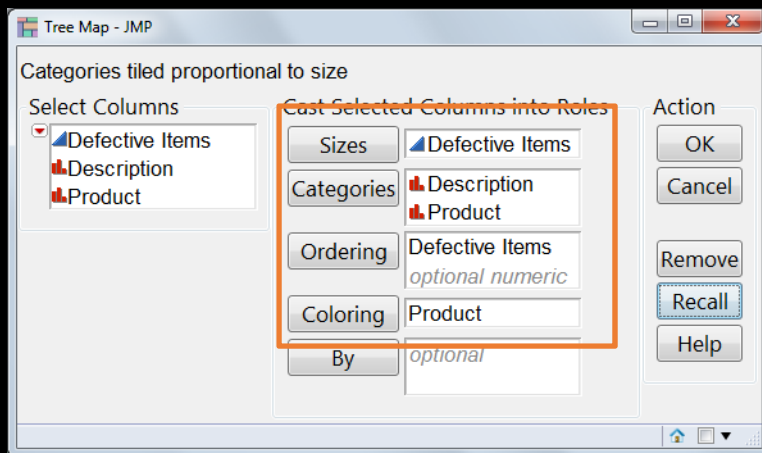 Tree Map - JMP
Categories tiled proportional to size
Select Columns
Defective Items
Description
Product
Cast Selected Columns into Roles
Sizes
Defective Items
Categories
Description
Product
Ordering
Defective Items
optional numeric
Coloring
Product
By
optional
Action
OK
Cancel
Remove
Recall
Help